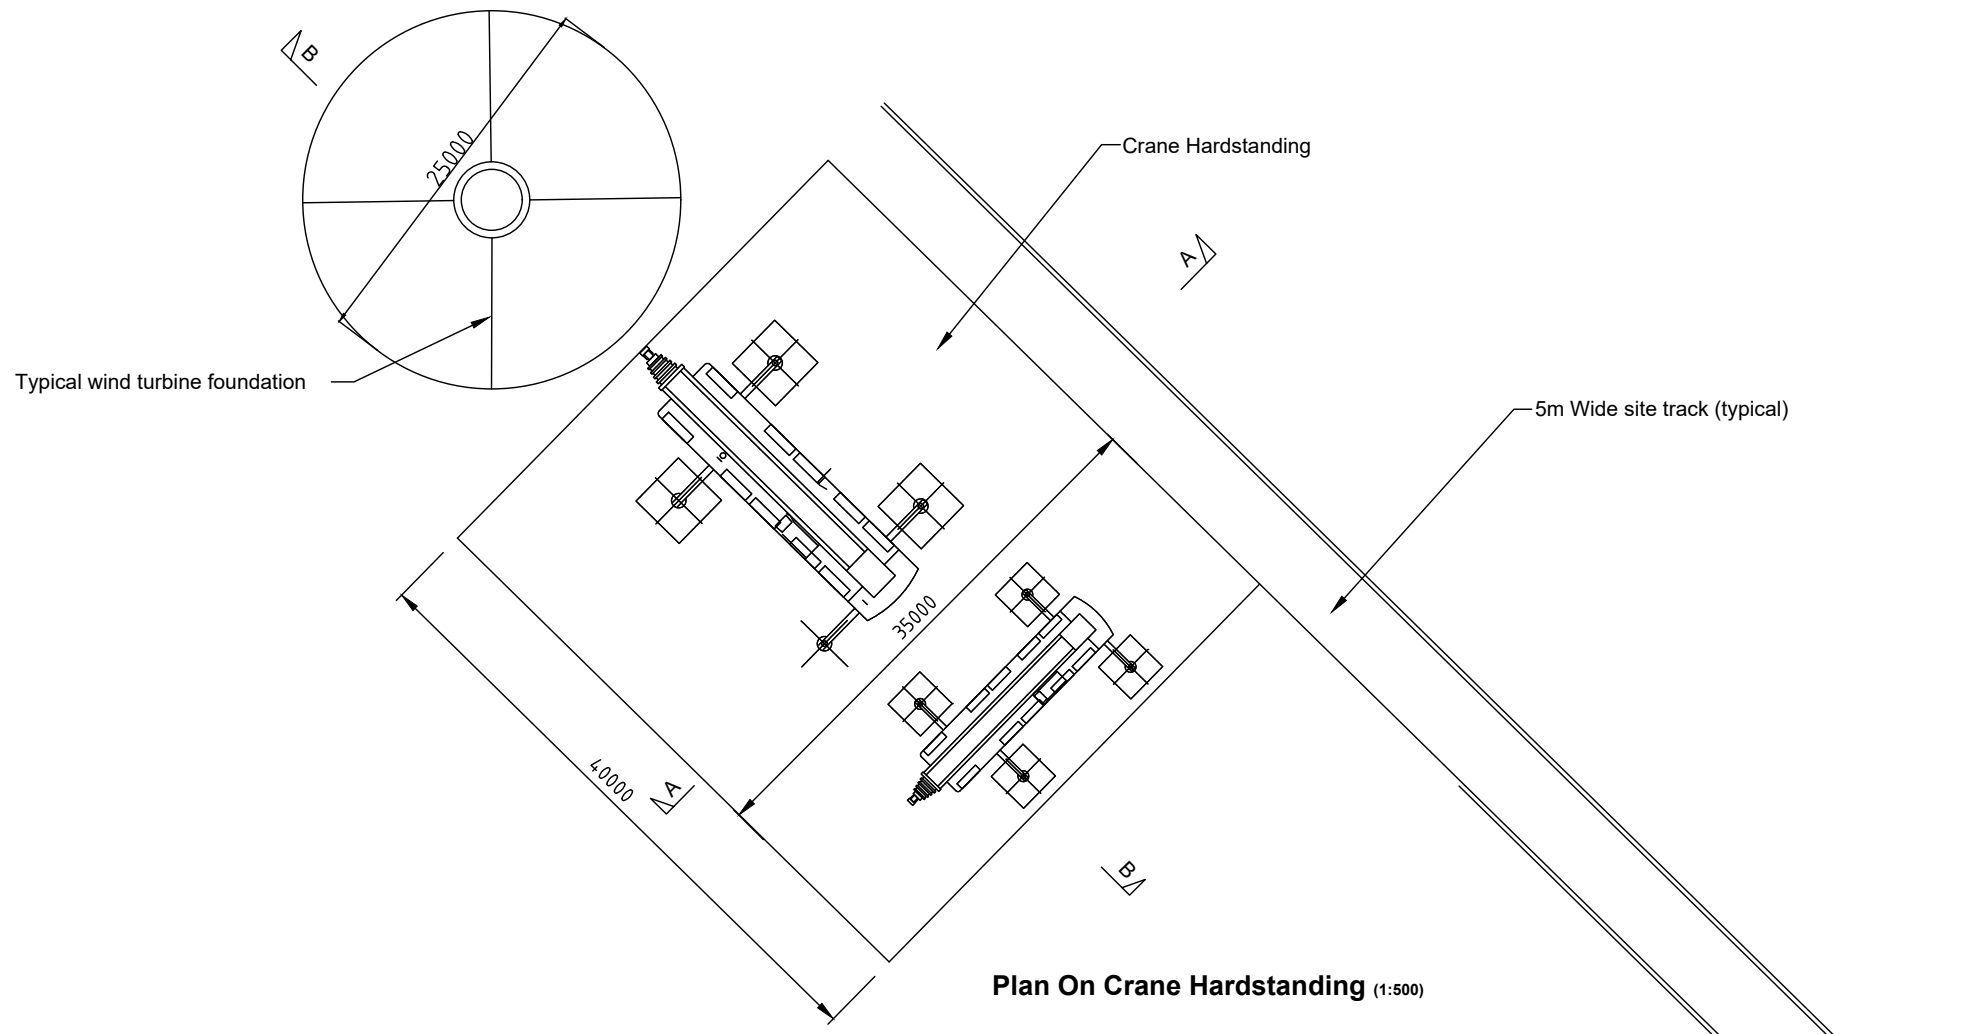 B
25000
Crane Hardstanding
A
Typical wind turbine foundation
5m Wide site track (typical)
35000
40000
A
B
Plan On Crane Hardstanding (1:500)